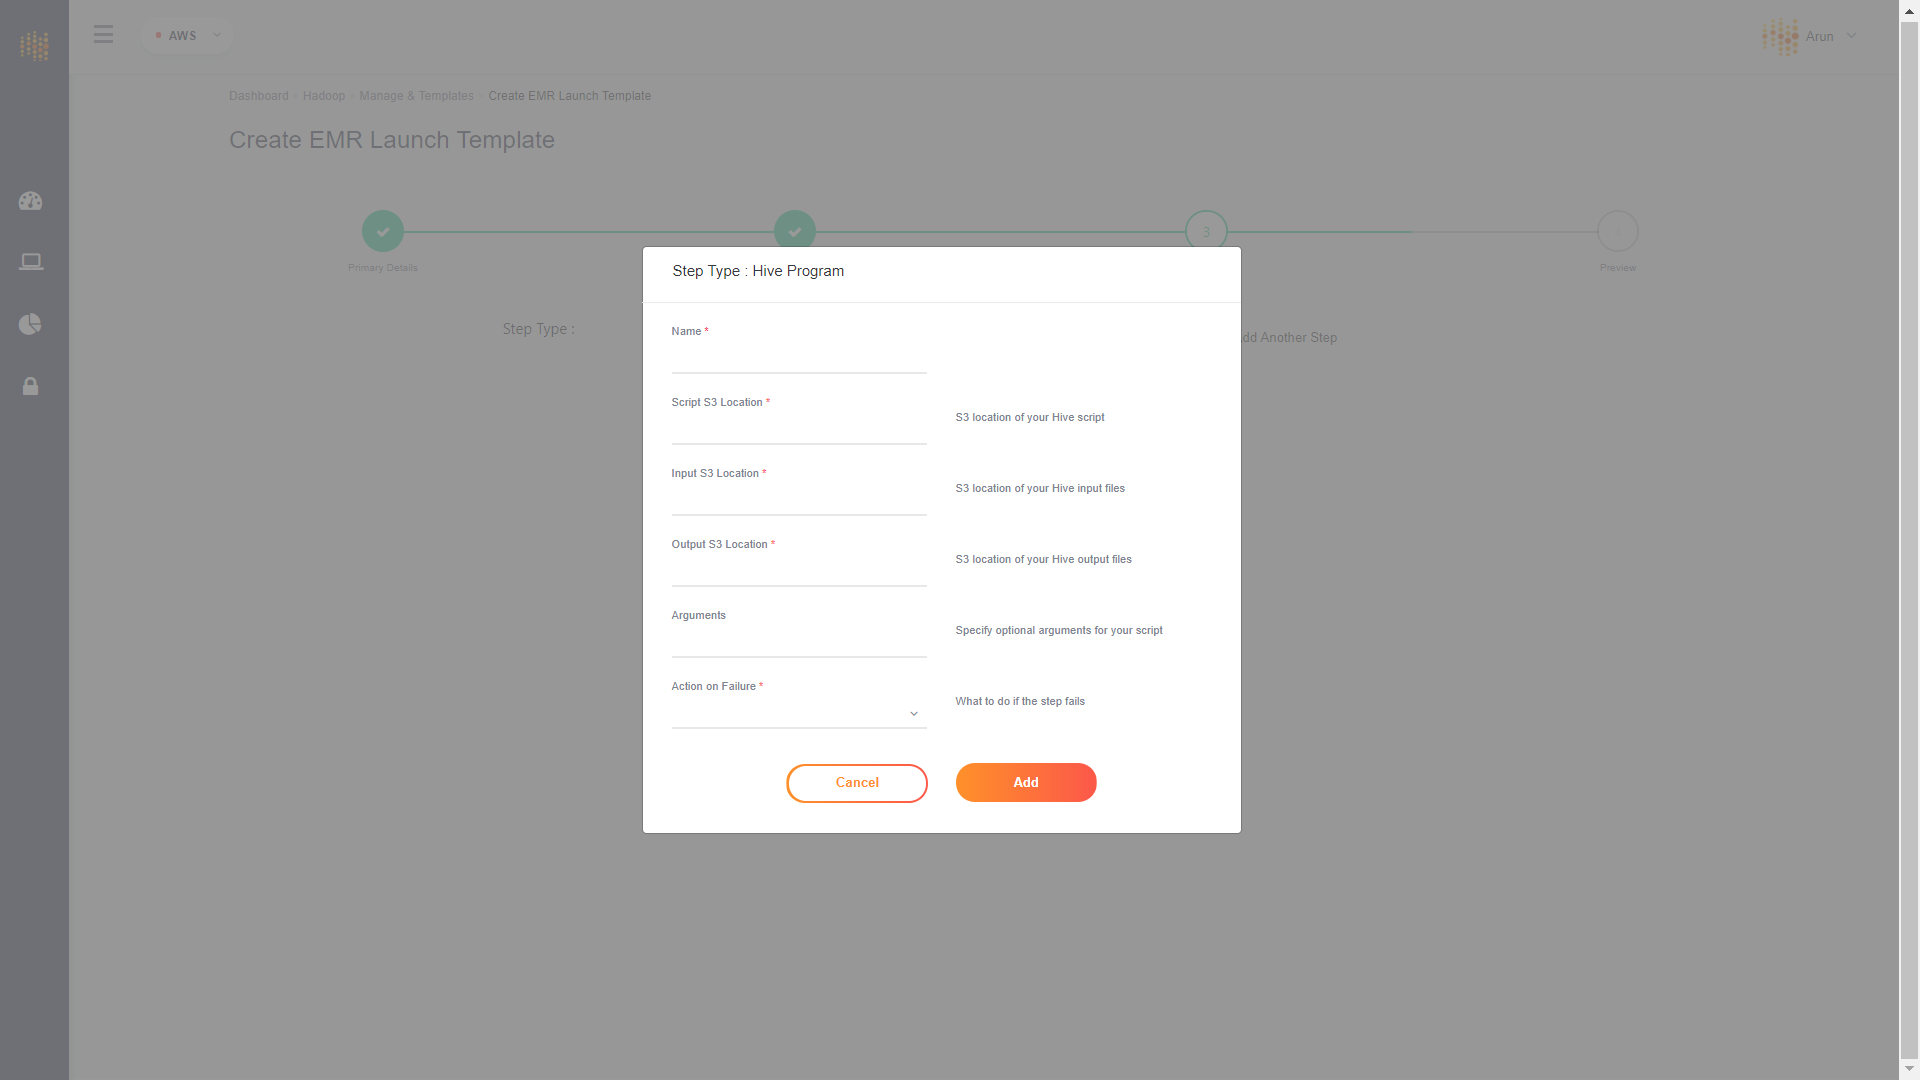 AWS
Arun
Dashboard Hadoop Manage & Templates Create EMR Launch Template
Create EMR Launch Template
3
Primary Details
Preview
Step Type : Hive Program
Step Type :
dd Another Step
Name *
Script S3 Location *
S3 location of your Hive script
Input S3 Location *
S3 location of your Hive input files
Output S3 Location *
S3 location of your Hive output files
Arguments
Specify optional arguments for your script
Action on Failure *
What to do if the step fails
Cancel
Add